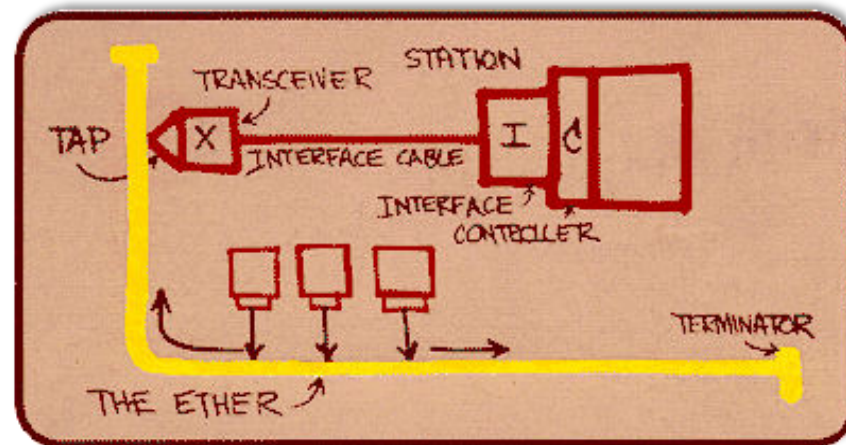 STATION
TRANSCEIVER
TAP
X
I
C
INTERFACE CABLE
INTERFACE
CONTROLLER
TERMINATOR
THE ETHER